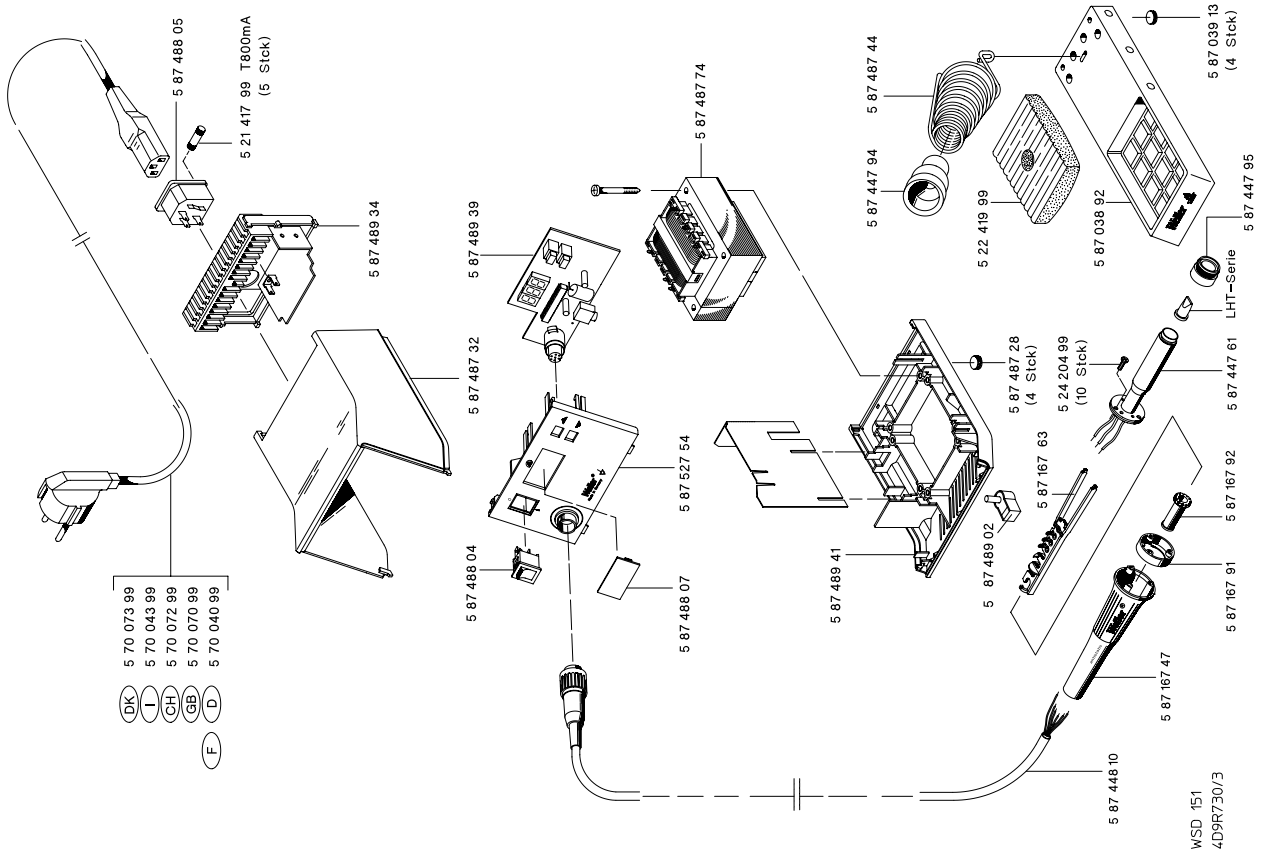 5 87 488 05
5 21 417 99 T800mA
(5 Stck)
5 87 489 34
5 87 487 32
DK 5 70 073 99
I 5 70 043 99
CH 5 70 072 99
GB 5 70 070 99
F D 5 70 040 99
5 87 489 39
5 87 527 54
5 87 488 04
5 87 488 07
Weller®
5 87 487 74
5 87 487 28
(4 Stck)
5 87 489 41
5 87 489 02
5 87 487 44
5 87 447 94
5 22 419 99
5 87 038 92
5 87 039 13
(4 Stck)
Weller
5 87 447 95
LHT-Serie
5 87 447 61
5 24 204 99
(10 Stck)
5 87 167 63
5 87 167 92
5 87 167 91
Weller®
5 87 167 47
5 87 448 10
WSD 151
4D9R730/3